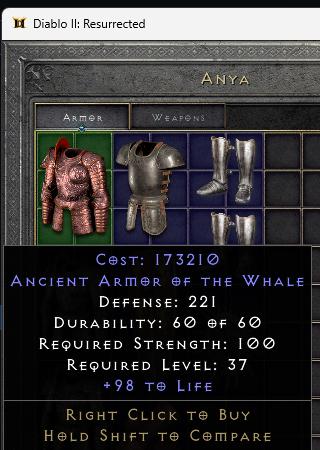 Diablo II: Resurrected
Anya
Armor Weapons
Cost: 173210
Ancient Armor of the Whale
Defense: 221
Durability: 60 of 60
Required Strength: 100
Required Level: 37
+98 to Life
Right Click to Buy
Hold Shift to Compare